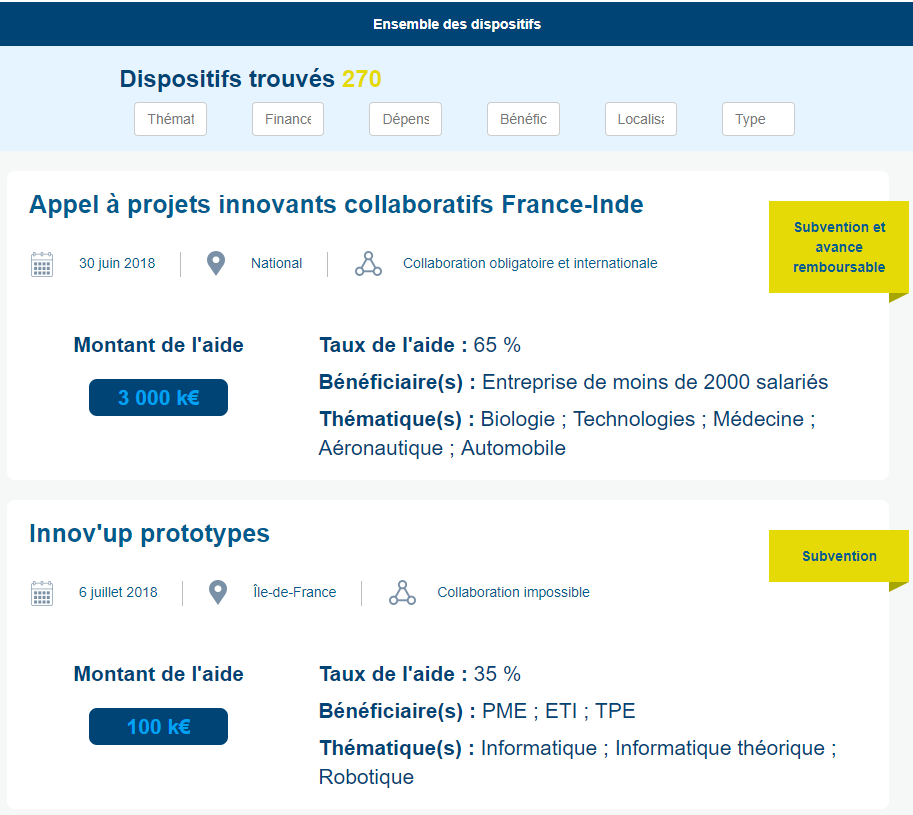 Ensemble des dispositifs
Dispositifs trouvés 270
Thémat Finance Dépens Bénéfic Localisa Type
Appel à projets innovants collaboratifs France-Inde
Subvention et
avance
remboursable
30 juin 2018 National Collaboration obligatoire et internationale
Montant de l'aide
3 000 k€
Taux de l'aide : 65 %
Bénéficiaire(s) : Entreprise de moins de 2000 salariés
Thématique(s) : Biologie ; Technologies ; Médecine ;
Aéronautique ; Automobile
Innov'up prototypes
Subvention
6 juillet 2018 Île-de-France Collaboration impossible
Montant de l'aide
100 k€
Taux de l'aide : 35 %
Bénéficiaire(s) : PME ; ETI ; TPE
Thématique(s) : Informatique ; Informatique théorique ;
Robotique